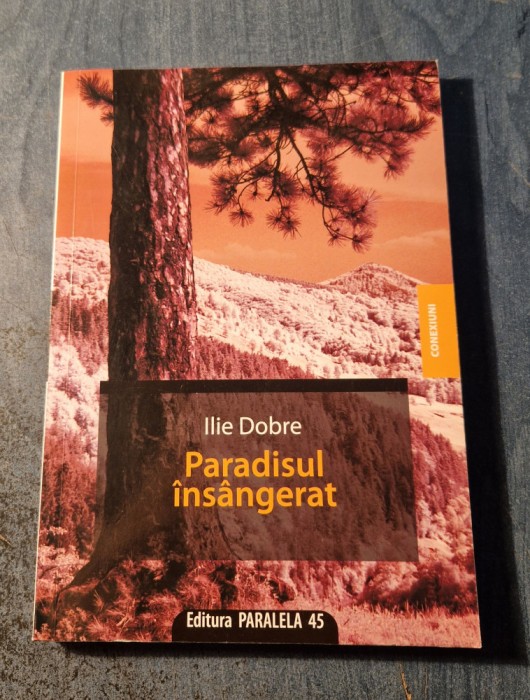 CONEXIUNI
Ilie Dobre
Paradisul
însângerat
Editura PARALELA 45